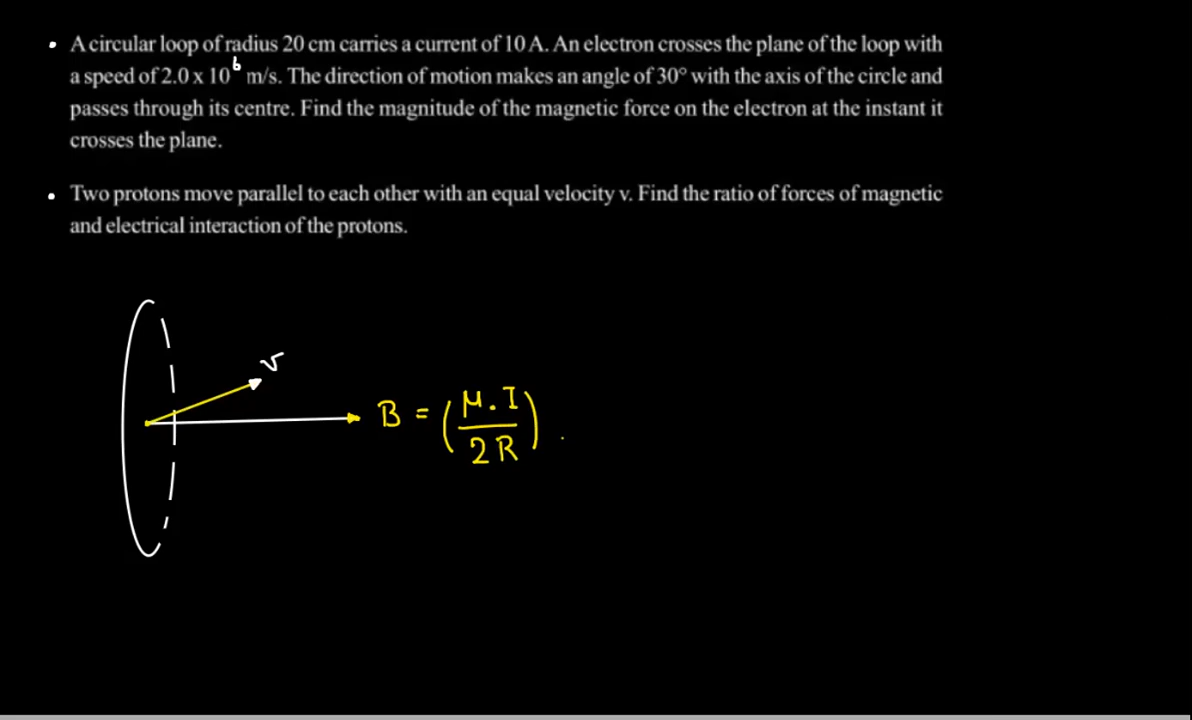 • A circular loop of radius 20 cm carries a current of 10 A. An electron crosses the plane of the loop with
a speed of 2.0 x 10⁶ m/s. The direction of motion makes an angle of 30° with the axis of the circle and
passes through its centre. Find the magnitude of the magnetic force on the electron at the instant it
crosses the plane.
• Two protons move parallel to each other with an equal velocity v. Find the ratio of forces of magnetic
and electrical interaction of the protons.
v
B = (μ. I / 2 R)